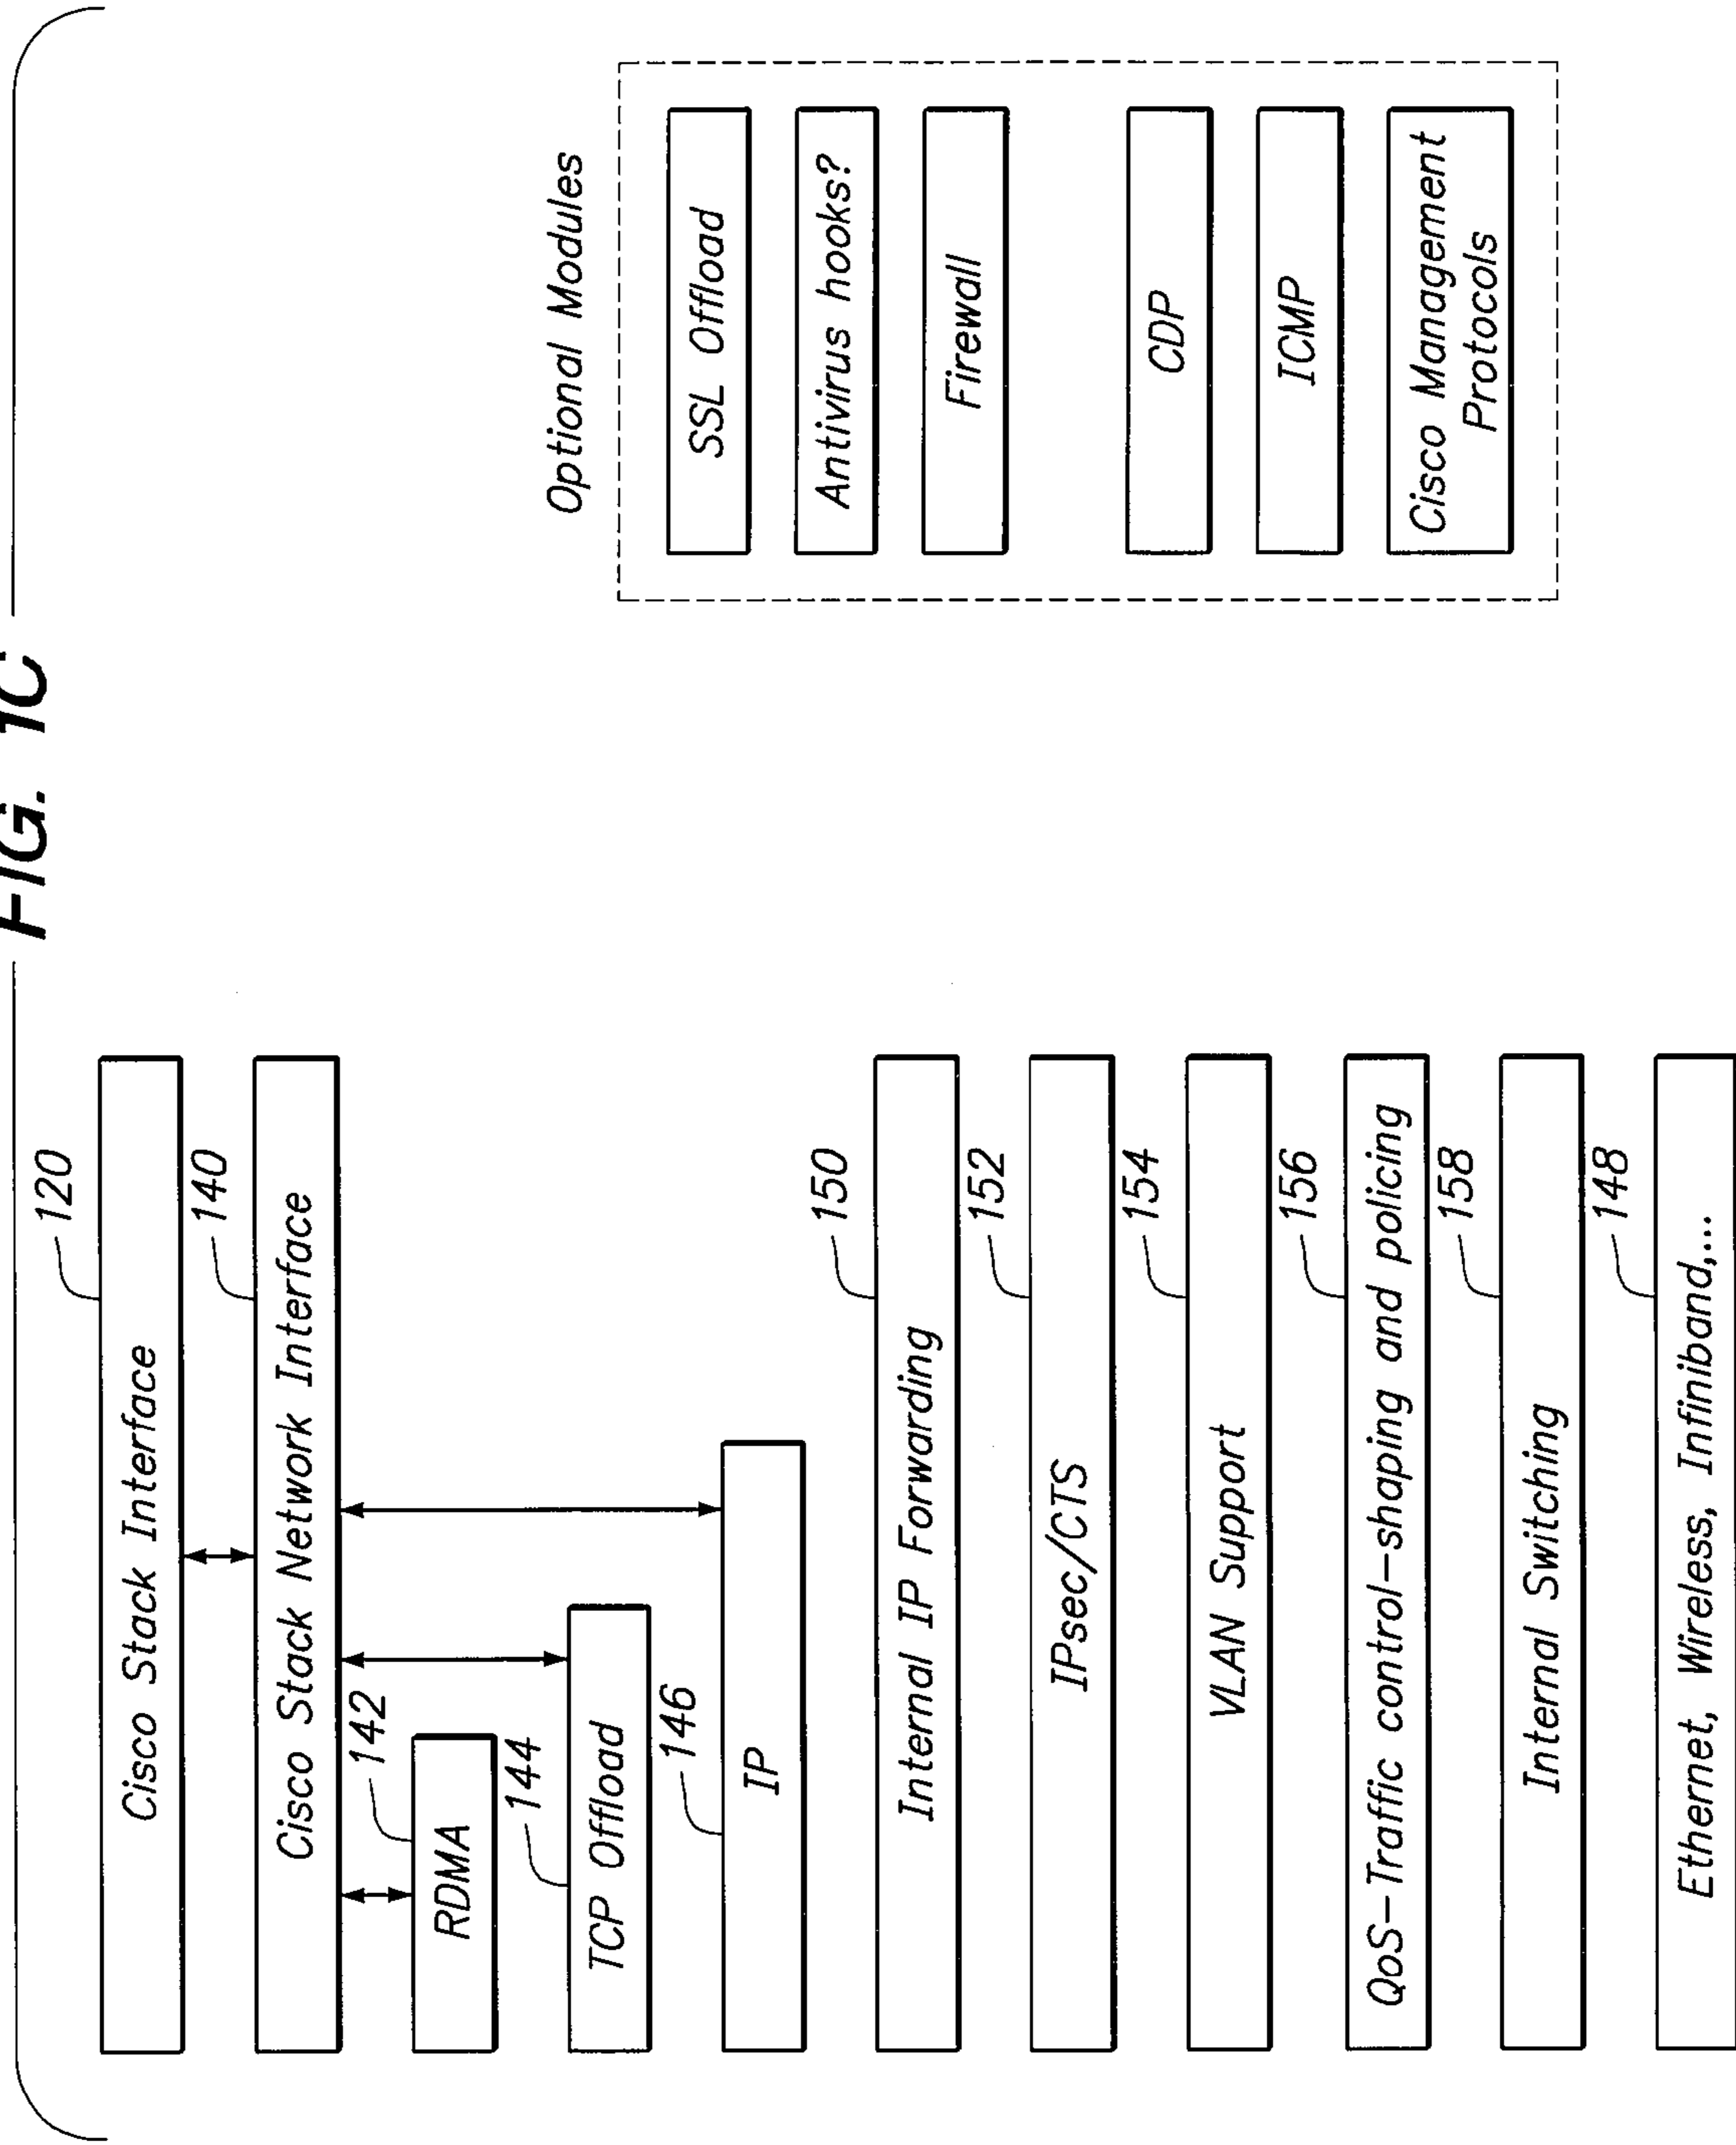 FIG. 1C
120
Cisco Stack Interface
140
Cisco Stack Network Interface
142
RDMA
144
TCP Offload
146
IP
150
Internal IP Forwarding
152
IPsec/CTS
154
VLAN Support
156
QoS-Traffic control-shaping and policing
158
Internal Switching
148
Ethernet, Wireless, Infiniband,...
Optional Modules
SSL Offload
Antivirus hooks?
Firewall
CDP
ICMP
Cisco Management
Protocols